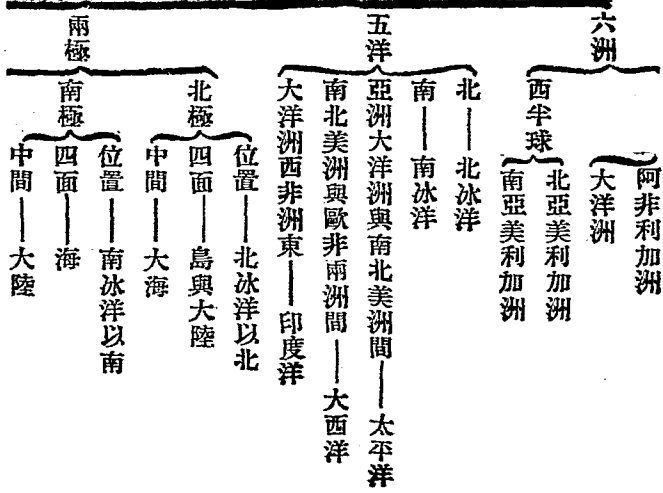 六洲
阿非利加洲
大洋洲
西半球
北亞美利加洲
南亞美利加洲
五洋
北——北冰洋
南——南冰洋
亞洲大洋洲與南北美洲間——太平洋
南北美洲與歐非兩洲間——大西洋
大洋洲西非洲東——印度洋
兩極
北極
位置——北冰洋以北
四面——島與大陸
中間——大海
南極
位置——南冰洋以南
四面——海
中間——大陸